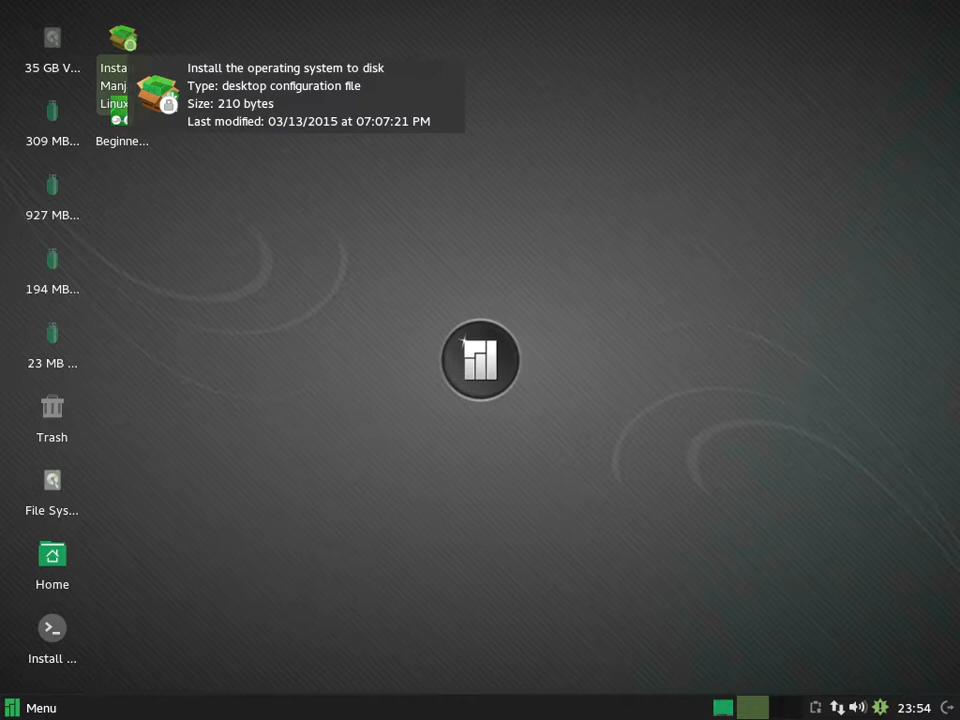 35 GB V...
309 MB...
927 MB...
194 MB...
23 MB ...
Trash
File Sys...
Home
Install ...
Insta
Manj
Linux
Beginne...
Install the operating system to disk
Type: desktop configuration file
Size: 210 bytes
Last modified: 03/13/2015 at 07:07:21 PM
Menu
23:54